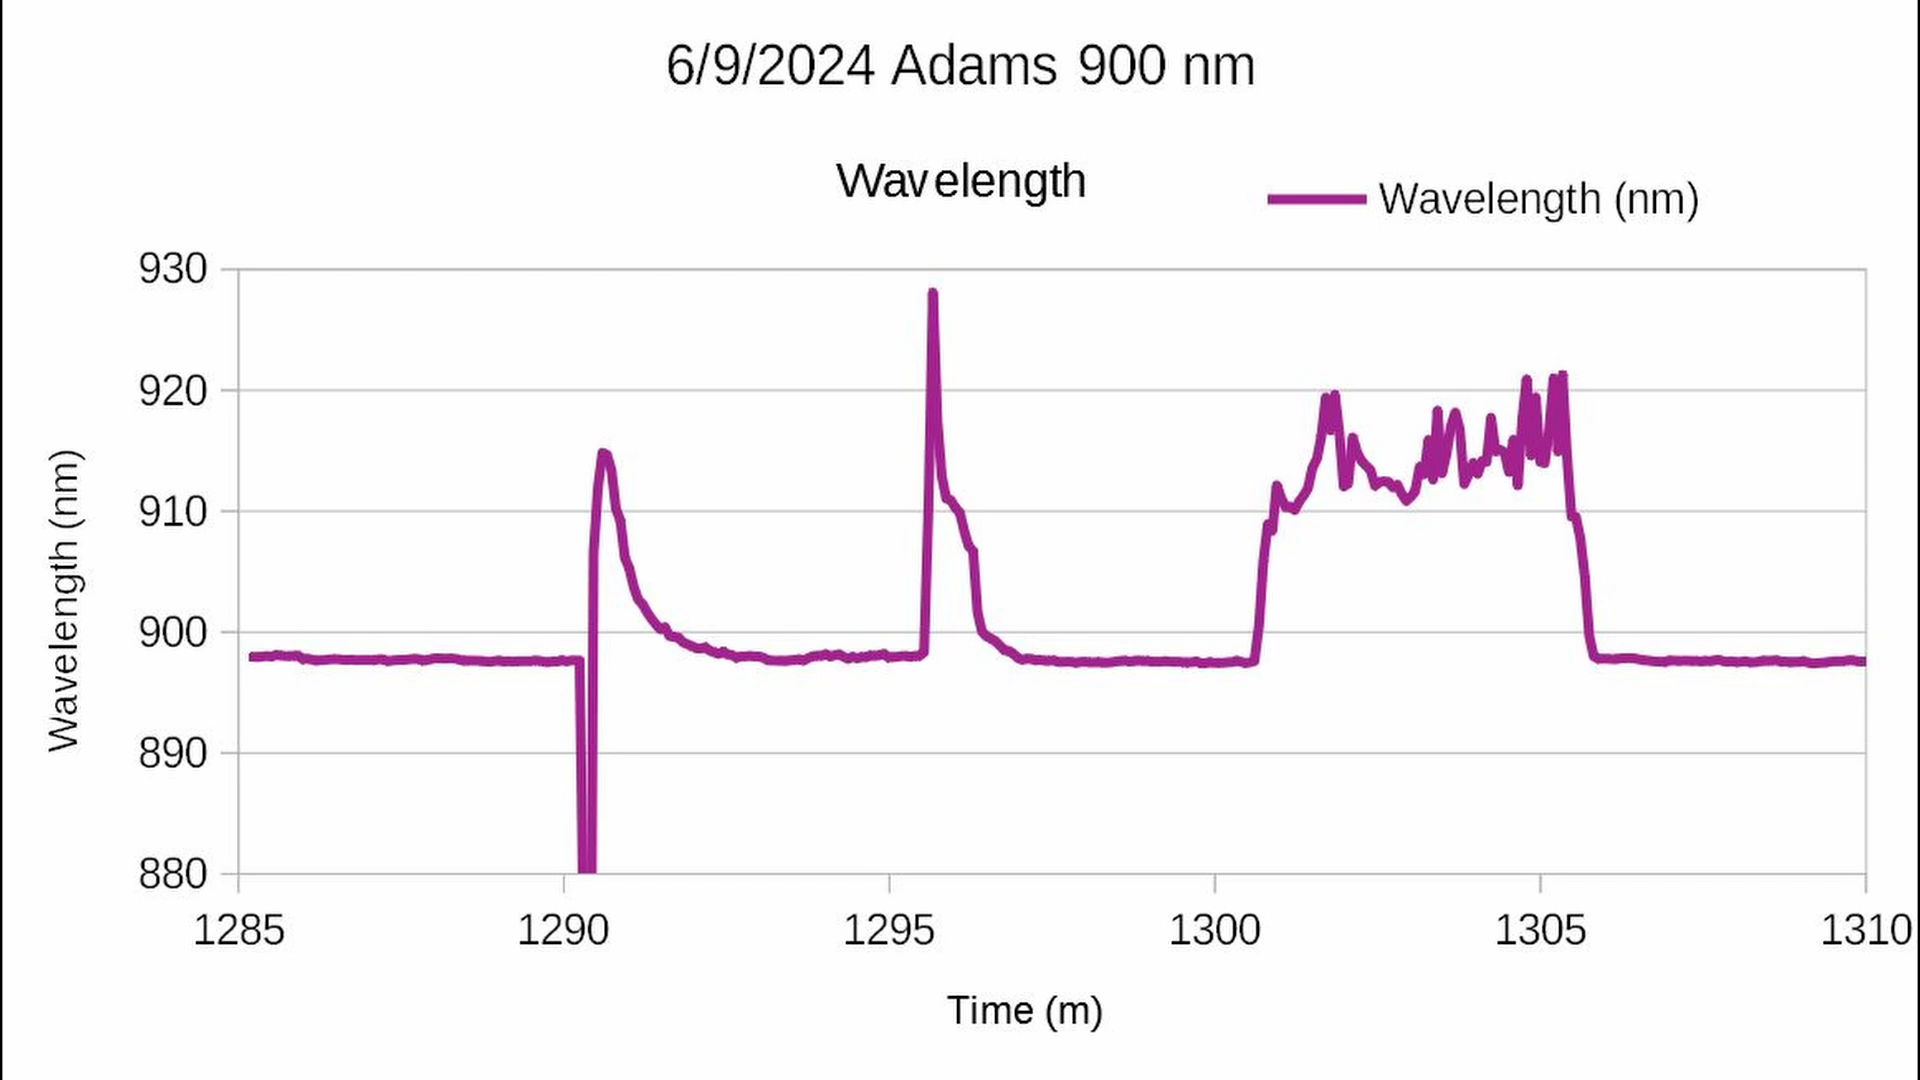 6/9/2024 Adams 900 nm
Wavelength
Wavelength (nm)
930
920
910
900
890
880
Wavelength (nm)
1285 1290 1295 1300 1305 1310
Time (m)